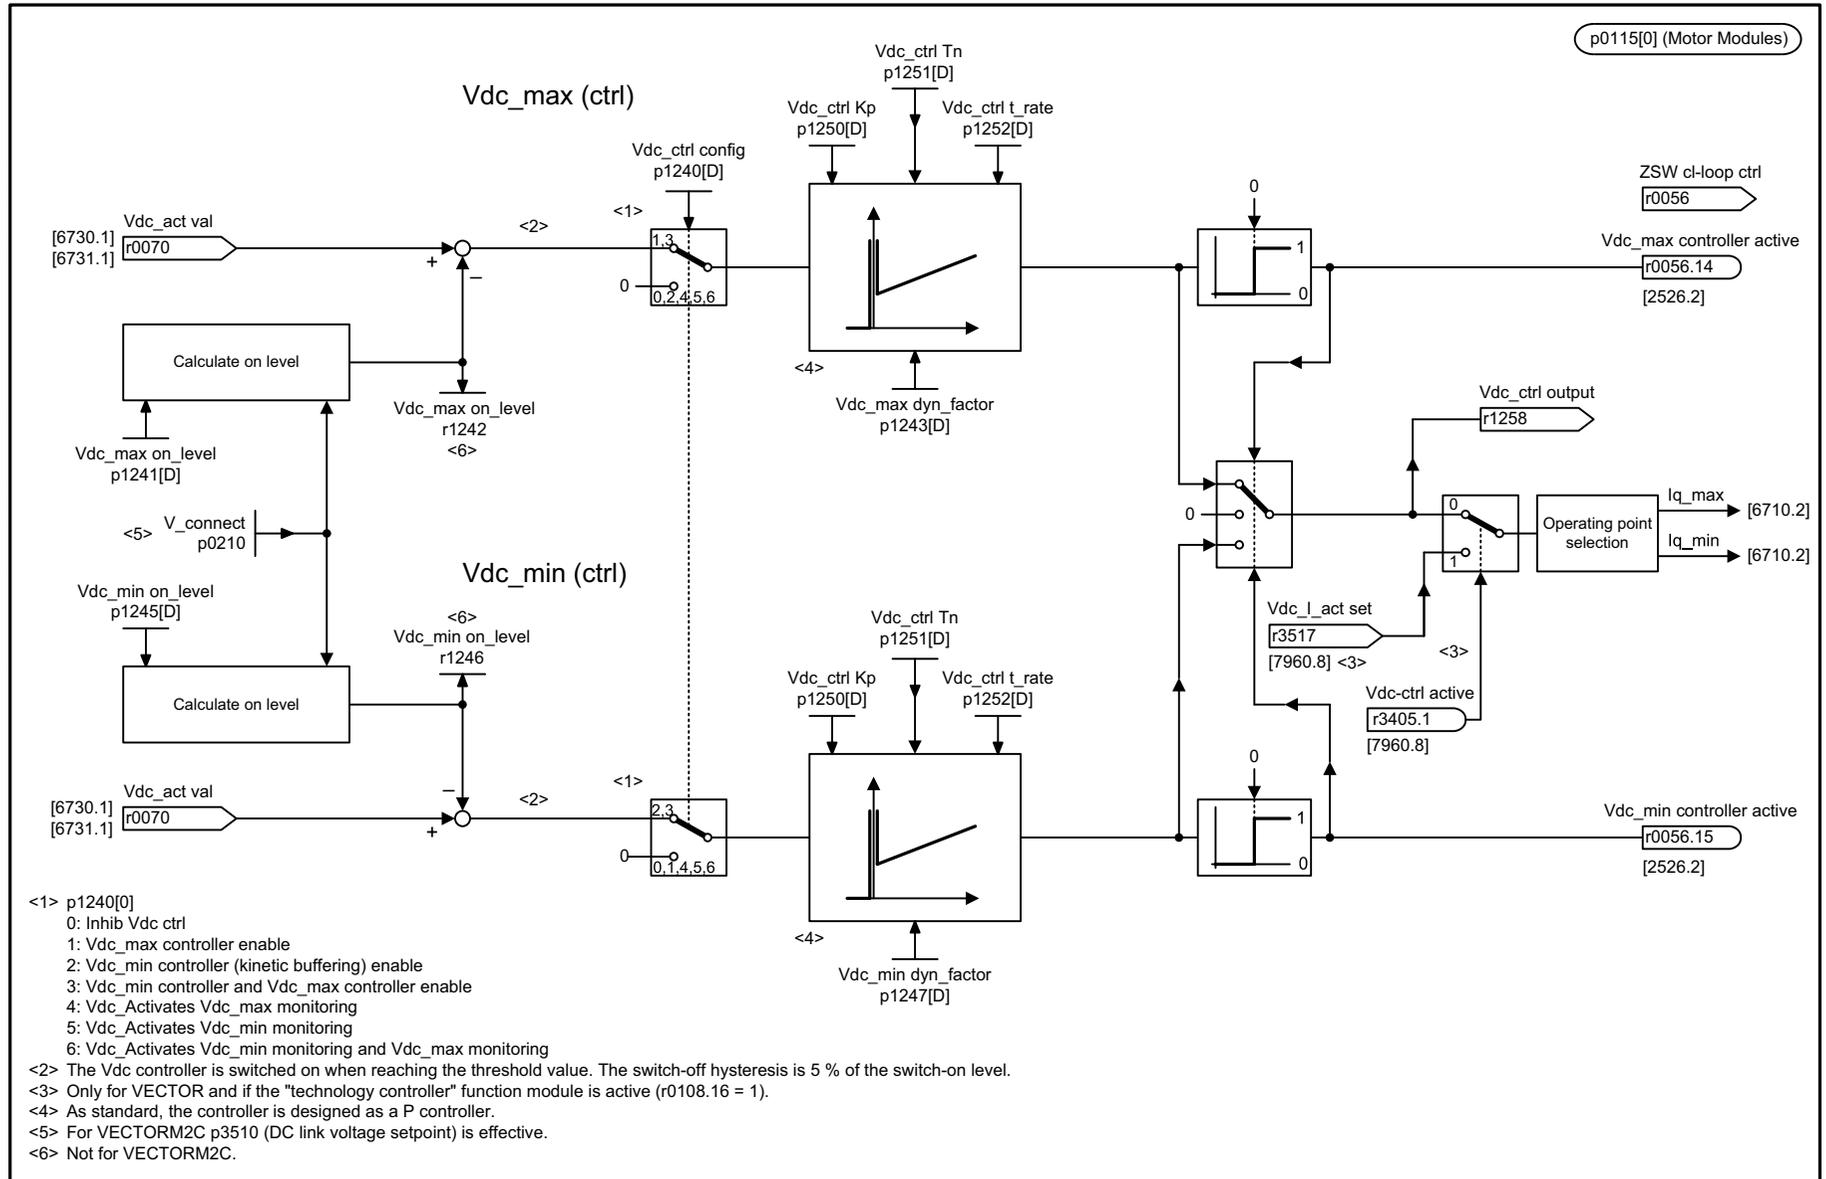 p0115[0] (Motor Modules)
Vdc_max (ctrl)
Vdc_ctrl Tn
p1251[D]
Vdc_ctrl Kp
p1250[D]
Vdc_ctrl t_rate
p1252[D]
Vdc_ctrl config
p1240[D]
<1>
<2>
Vdc_act val
[6730.1]
[6731.1]
r0070
+
–
1,3
0
0,2,4,5,6
0
1
0
ZSW cl-loop ctrl
r0056
Vdc_max controller active
r0056.14
[2526.2]
Calculate on level
Vdc_max on_level
r1242
<6>
Vdc_max on_level
p1241[D]
<4>
Vdc_max dyn_factor
p1243[D]
Vdc_ctrl output
r1258
<5>
V_connect
p0210
0
0
1
Operating point
selection
Iq_max
[6710.2]
Iq_min
[6710.2]
Vdc_min (ctrl)
Vdc_min on_level
p1245[D]
<6>
Vdc_min on_level
r1246
Calculate on level
Vdc_ctrl Tn
p1251[D]
Vdc_ctrl Kp
p1250[D]
Vdc_ctrl t_rate
p1252[D]
Vdc_I_act set
r3517
[7960.8] <3>
<3>
Vdc-ctrl active
r3405.1
[7960.8]
Vdc_act val
[6730.1]
[6731.1]
r0070
+
–
<2>
<1>
2,3
0
0,1,4,5,6
0
1
0
Vdc_min controller active
r0056.15
[2526.2]
<4>
Vdc_min dyn_factor
p1247[D]
<1> p1240[0]
0: Inhib Vdc ctrl
1: Vdc_max controller enable
2: Vdc_min controller (kinetic buffering) enable
3: Vdc_min controller and Vdc_max controller enable
4: Vdc_Activates Vdc_max monitoring
5: Vdc_Activates Vdc_min monitoring
6: Vdc_Activates Vdc_min monitoring and Vdc_max monitoring
<2> The Vdc controller is switched on when reaching the threshold value. The switch-off hysteresis is 5 % of the switch-on level.
<3> Only for VECTOR and if the "technology controller" function module is active (r0108.16 = 1).
<4> As standard, the controller is designed as a P controller.
<5> For VECTORM2C p3510 (DC link voltage setpoint) is effective.
<6> Not for VECTORM2C.